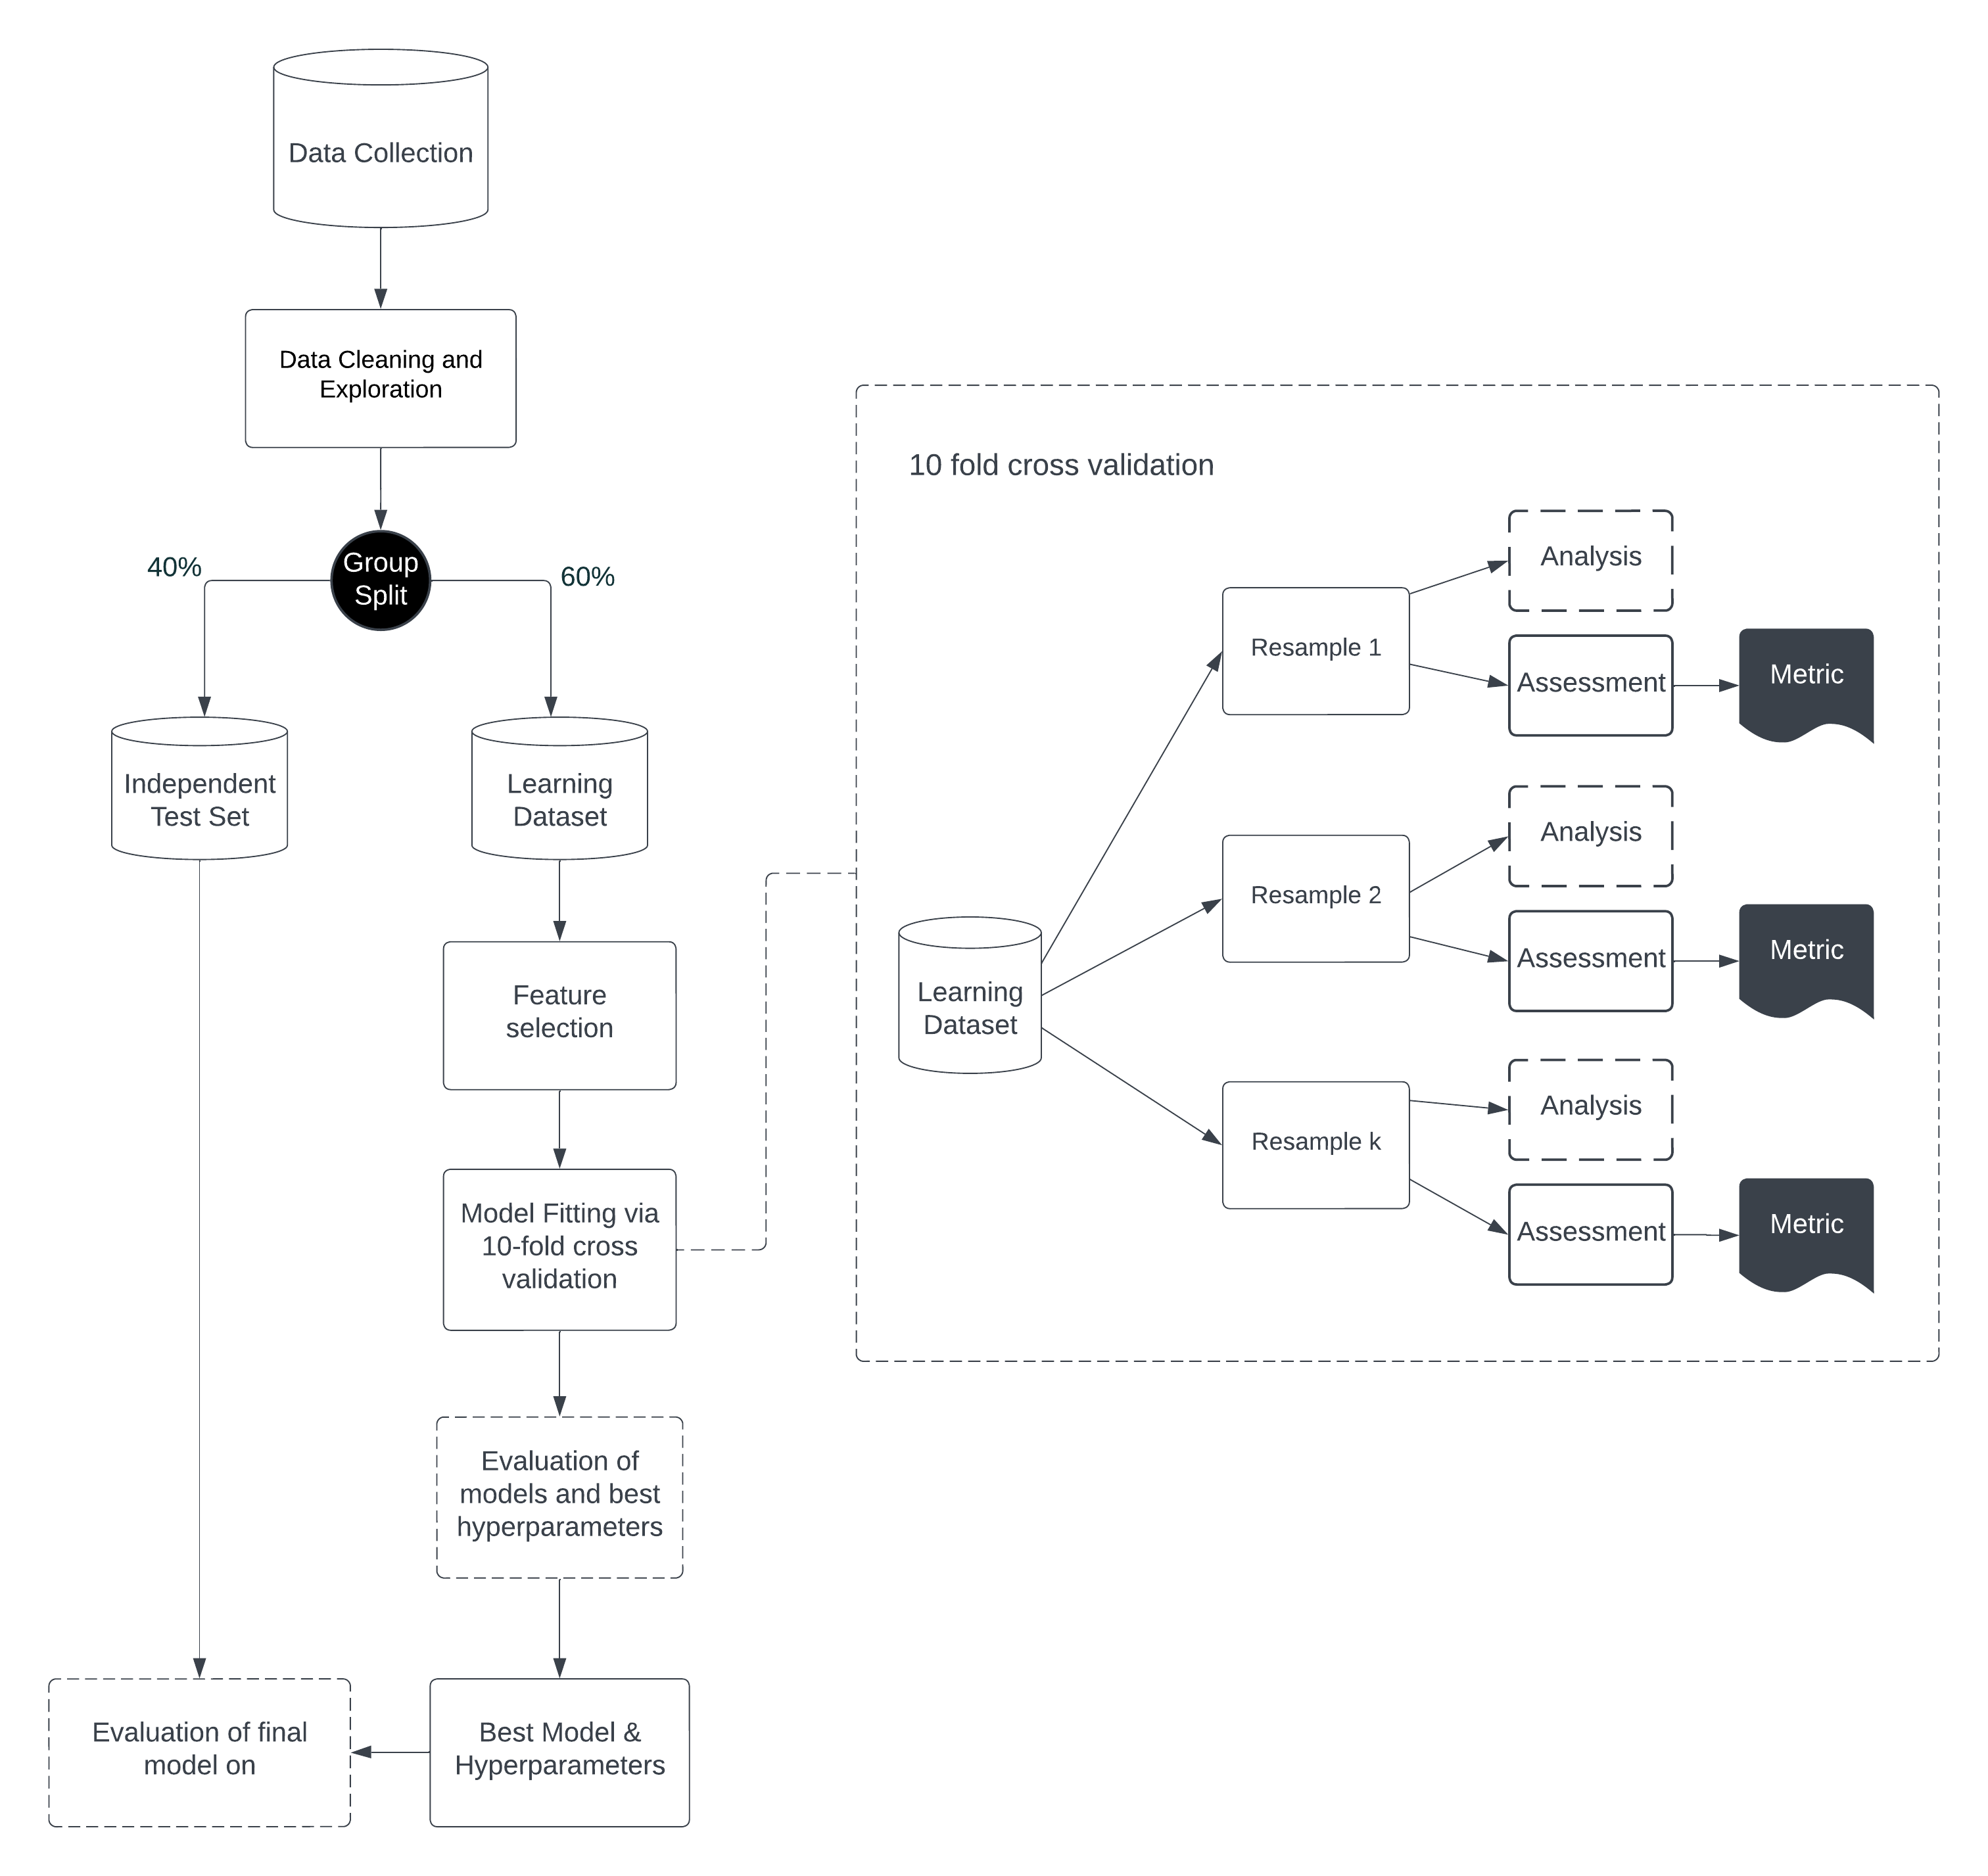 Data Collection
Data Cleaning and
Exploration
Group
Split
40%
60%
Independent
Test Set
Learning
Dataset
Feature
selection
Model Fitting via
10-fold cross
validation
Evaluation of
models and best
hyperparameters
Best Model &
Hyperparameters
Evaluation of final
model on
10 fold cross validation
Learning
Dataset
Resample 1
Analysis
Assessment
Metric
Resample 2
Analysis
Assessment
Metric
Resample k
Analysis
Assessment
Metric